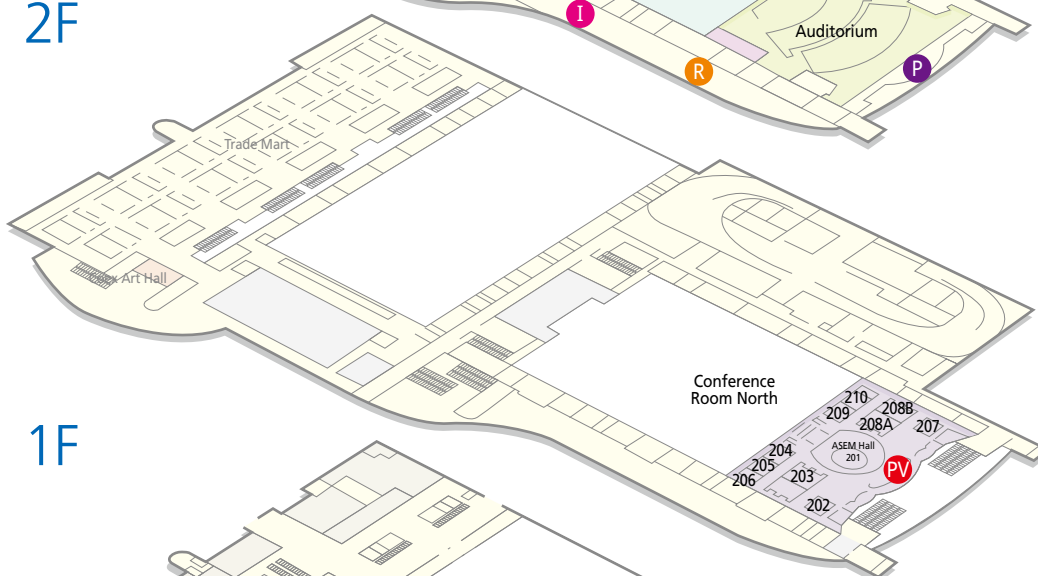 2F
I
Auditorium
R
P
Trade Mart
Coex Art Hall
Conference
Room North
210
209
208B
208A
207
ASEM Hall
201
204
205
206
203
PV
202
1F